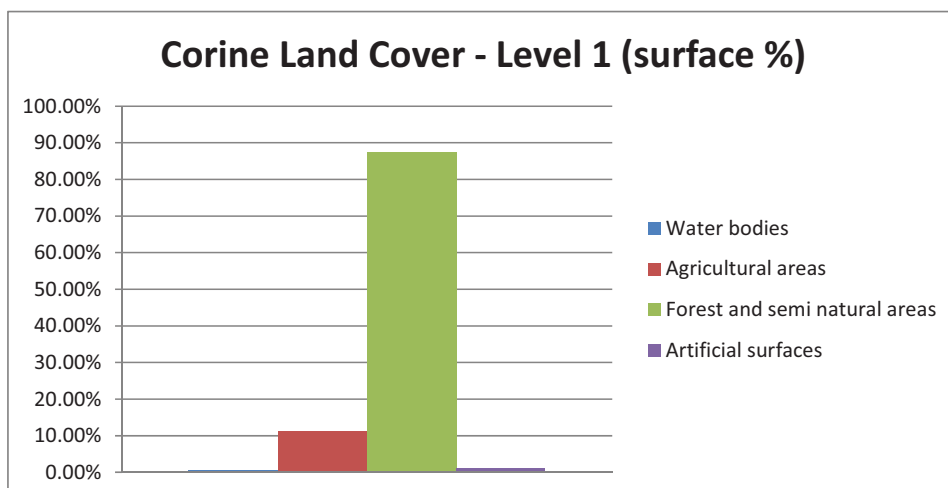 Corine Land Cover - Level 1 (surface %)
100.00%
90.00%
80.00%
70.00%
60.00%
50.00%
40.00%
30.00%
20.00%
10.00%
0.00%
Water bodies
Agricultural areas
Forest and semi natural areas
Artificial surfaces